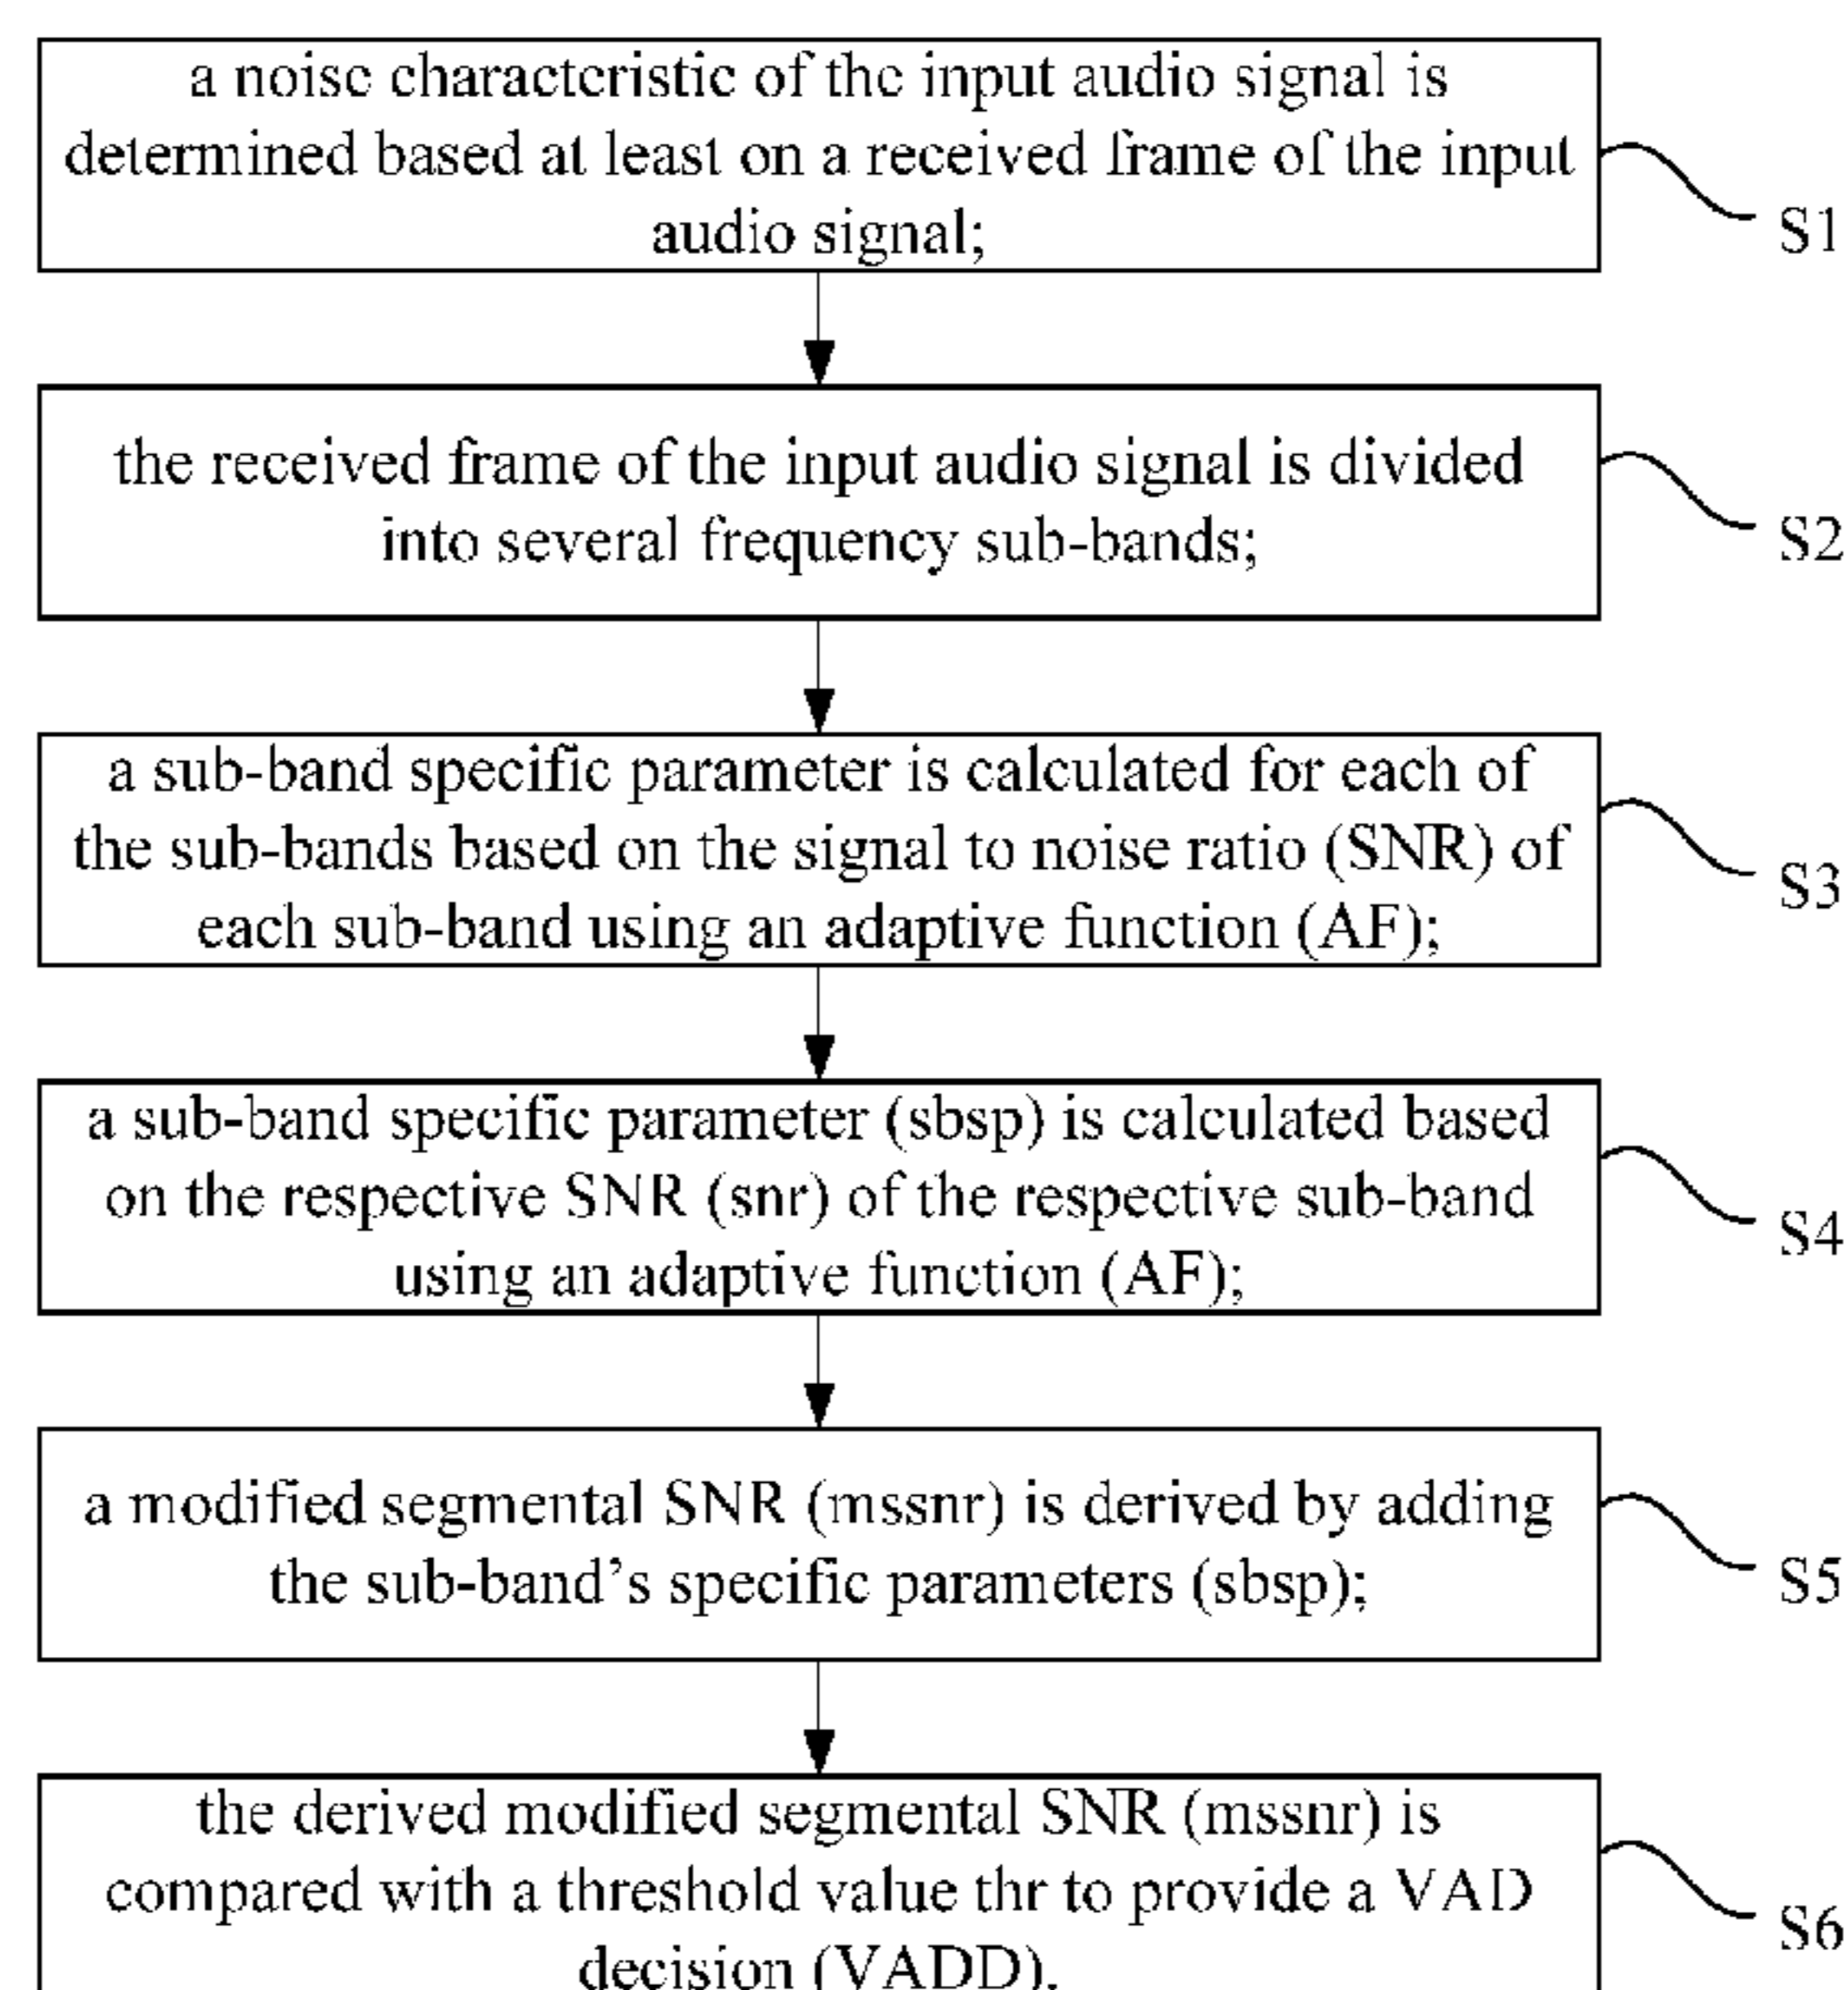 a noise characteristic of the input audio signal is
determined based at least on a received frame of the input
audio signal;
S1
the received frame of the input audio signal is divided
into several frequency sub-bands;
S2
a sub-band specific parameter is calculated for each of
the sub-bands based on the signal to noise ratio (SNR) of
each sub-band using an adaptive function (AF);
S3
a sub-band specific parameter (sbsp) is calculated based
on the respective SNR (snr) of the respective sub-band
using an adaptive function (AF);
S4
a modified segmental SNR (mssnr) is derived by adding
the sub-band’s specific parameters (sbsp);
S5
the derived modified segmental SNR (mssnr) is
compared with a threshold value thr to provide a VAD
decision (VADD).
S6